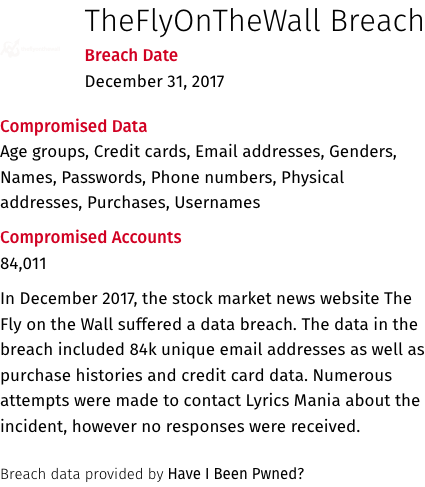 TheFlyOnTheWall Breach
Breach Date
December 31, 2017
Compromised Data
Age groups, Credit cards, Email addresses, Genders,
Names, Passwords, Phone numbers, Physical
addresses, Purchases, Usernames
Compromised Accounts
84,011
In December 2017, the stock market news website The
Fly on the Wall suffered a data breach. The data in the
breach included 84k unique email addresses as well as
purchase histories and credit card data. Numerous
attempts were made to contact Lyrics Mania about the
incident, however no responses were received.
Breach data provided by Have I Been Pwned?